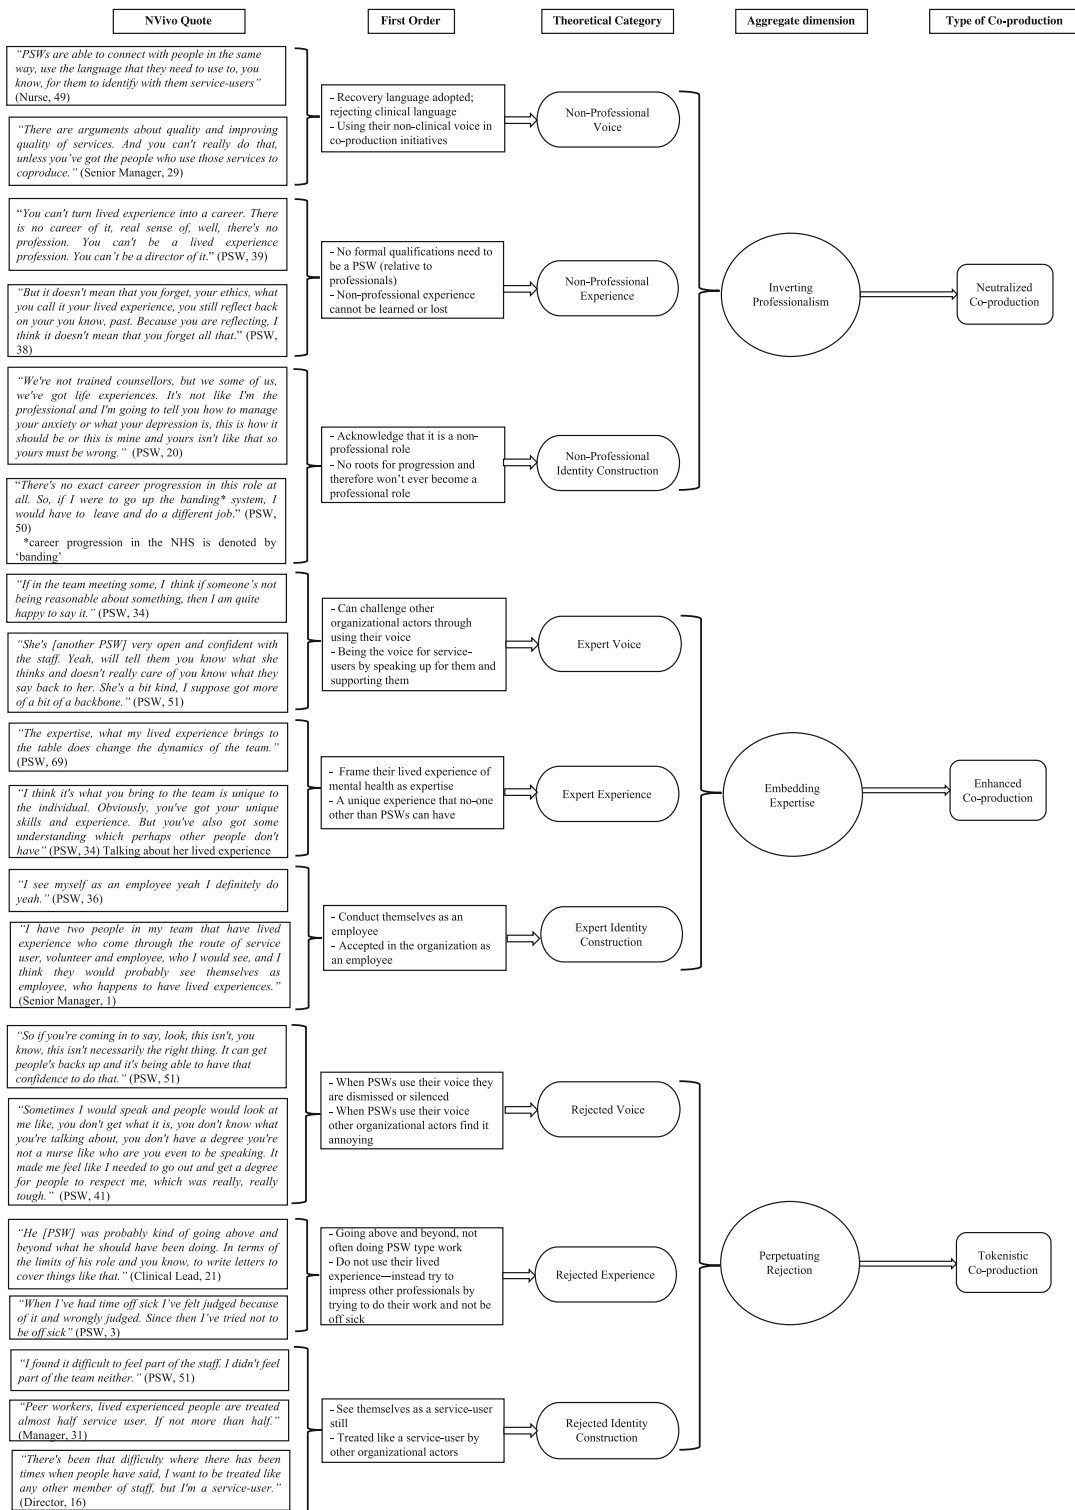 NVivo Quote
First Order
Theoretical Category
Aggregate dimension
Type of Co-production
“PSWs are able to connect with people in the same
way, use the language that they need to use to, you
know, for them to identify with them service-users”
(Nurse, 49)
“There are arguments about quality and improving
quality of services. And you can't really do that,
unless you’ve got the people who use those services to
coproduce.” (Senior Manager, 29)
- Recovery language adopted;
rejecting clinical language
- Using their non-clinical voice in
co-production initiatives
Non-Professional
Voice
“You can't turn lived experience into a career. There
is no career of it, real sense of, well, there's no
profession. You can't be a lived experience
profession. You can’t be a director of it.” (PSW, 39)
“But it doesn't mean that you forget, your ethics, what
you call it your lived experience, you still reflect back
on your you know, past. Because you are reflecting, I
think it doesn't mean that you forget all that.” (PSW,
38)
- No formal qualifications need to
be a PSW (relative to
professionals)
- Non-professional experience
cannot be learned or lost
Non-Professional
Experience
Inverting
Professionalism
Neutralized
Co-production
“We're not trained counsellors, but we some of us,
we've got life experiences. It's not like I'm the
professional and I'm going to tell you how to manage
your anxiety or what your depression is, this is how it
should be or this is mine and yours isn't like that so
yours must be wrong.” (PSW, 20)
“There's no exact career progression in this role at
all. So, if I were to go up the banding* system, I
would have to leave and do a different job.” (PSW,
50)
*career progression in the NHS is denoted by
‘banding’
- Acknowledge that it is a non-
professional role
- No roots for progression and
therefore won’t ever become a
professional role
Non-Professional
Identity Construction
“If in the team meeting some, I think if someone’s not
being reasonable about something, then I am quite
happy to say it.” (PSW, 34)
“She's [another PSW] very open and confident with
the staff. Yeah, will tell them you know what she
thinks and doesn't really care of you know what they
say back to her. She's a bit kind, I suppose got more
of a bit of a backbone.” (PSW, 51)
- Can challenge other
organizational actors through
using their voice
- Being the voice for service-
users by speaking up for them and
supporting them
Expert Voice
“The expertise, what my lived experience brings to
the table does change the dynamics of the team.”
(PSW, 69)
“I think it's what you bring to the team is unique to
the individual. Obviously, you've got your unique
skills and experience. But you've also got some
understanding which perhaps other people don't
have” (PSW, 34) Talking about her lived experience
- Frame their lived experience of
mental health as expertise
- A unique experience that no-one
other than PSWs can have
Expert Experience
Embedding
Expertise
Enhanced
Co-production
“I see myself as an employee yeah I definitely do
yeah.” (PSW, 36)
“I have two people in my team that have lived
experience who come through the route of service
user, volunteer and employee, who I would see, and I
think they would probably see themselves as
employee, who happens to have lived experiences.”
(Senior Manager, 1)
- Conduct themselves as an
employee
- Accepted in the organization as
an employee
Expert Identity
Construction
“So if you're coming in to say, look, this isn't, you
know, this isn't necessarily the right thing. It can get
people's backs up and it's being able to have that
confidence to do that.” (PSW, 51)
“Sometimes I would speak and people would look at
me like, you don't get what it is, you don't know what
you're talking about, you don't have a degree you're
not a nurse like who are you even to be speaking. It
made me feel like I needed to go out and get a degree
for people to respect me, which was really, really
tough.” (PSW, 41)
- When PSWs use their voice they
are dismissed or silenced
- When PSWs use their voice
other organizational actors find it
annoying
Rejected Voice
“He [PSW] was probably kind of going above and
beyond what he should have been doing. In terms of
the limits of his role and you know, to write letters to
cover things like that.” (Clinical Lead, 21)
“When I’ve had time off sick I’ve felt judged because
of it and wrongly judged. Since then I’ve tried not to
be off sick” (PSW, 3)
- Going above and beyond, not
often doing PSW type work
- Do not use their lived
experience—instead try to
impress other professionals by
trying to do their work and not be
off sick
Rejected Experience
Perpetuating
Rejection
Tokenistic
Co-production
“I found it difficult to feel part of the staff. I didn't feel
part of the team neither.” (PSW, 51)
“Peer workers, lived experienced people are treated
almost half service user. If not more than half.”
(Manager, 31)
“There's been that difficulty where there has been
times when people have said, I want to be treated like
any other member of staff, but I'm a service-user.”
(Director, 16)
- See themselves as a service-user
still
- Treated like a service-user by
other organizational actors
Rejected Identity
Construction